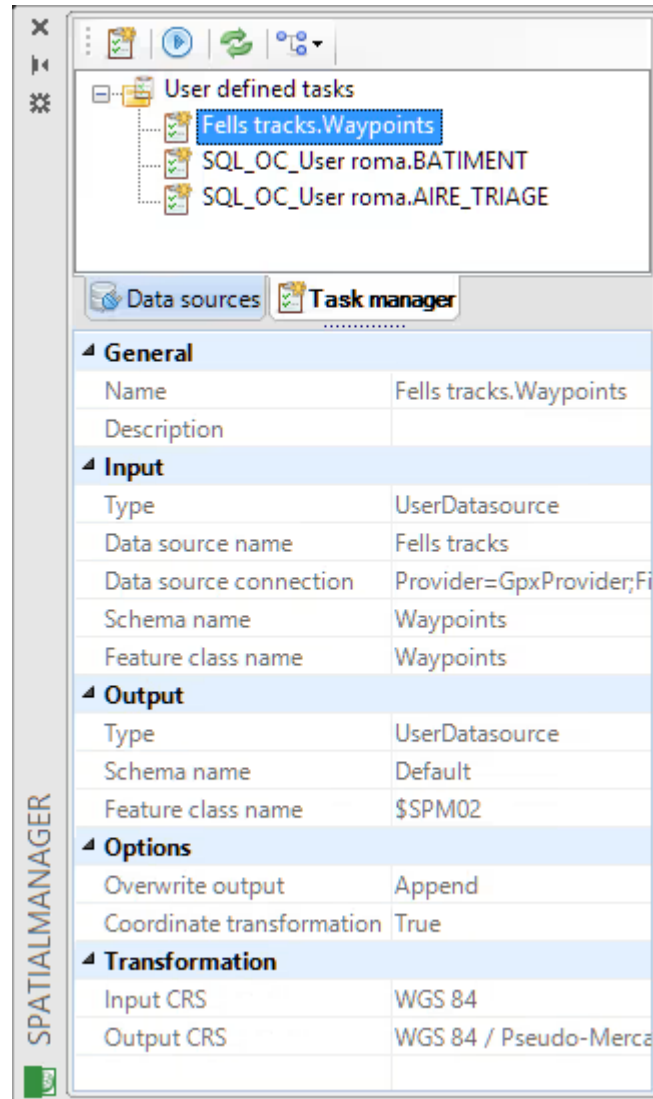 User defined tasks
Fells tracks.Waypoints
SQL_OC_User roma.BATIMENT
SQL_OC_User roma.AIRE_TRIAGE
Data sources Task manager
General
Name Fells tracks.Waypoints
Description
Input
Type UserDatasource
Data source name Fells tracks
Data source connection Provider=GpxProvider;Fi
Schema name Waypoints
Feature class name Waypoints
Output
Type UserDatasource
Schema name Default
Feature class name $SPM02
Options
Overwrite output Append
Coordinate transformation True
Transformation
Input CRS WGS 84
Output CRS WGS 84 / Pseudo-Merca
SPATIALMANAGER